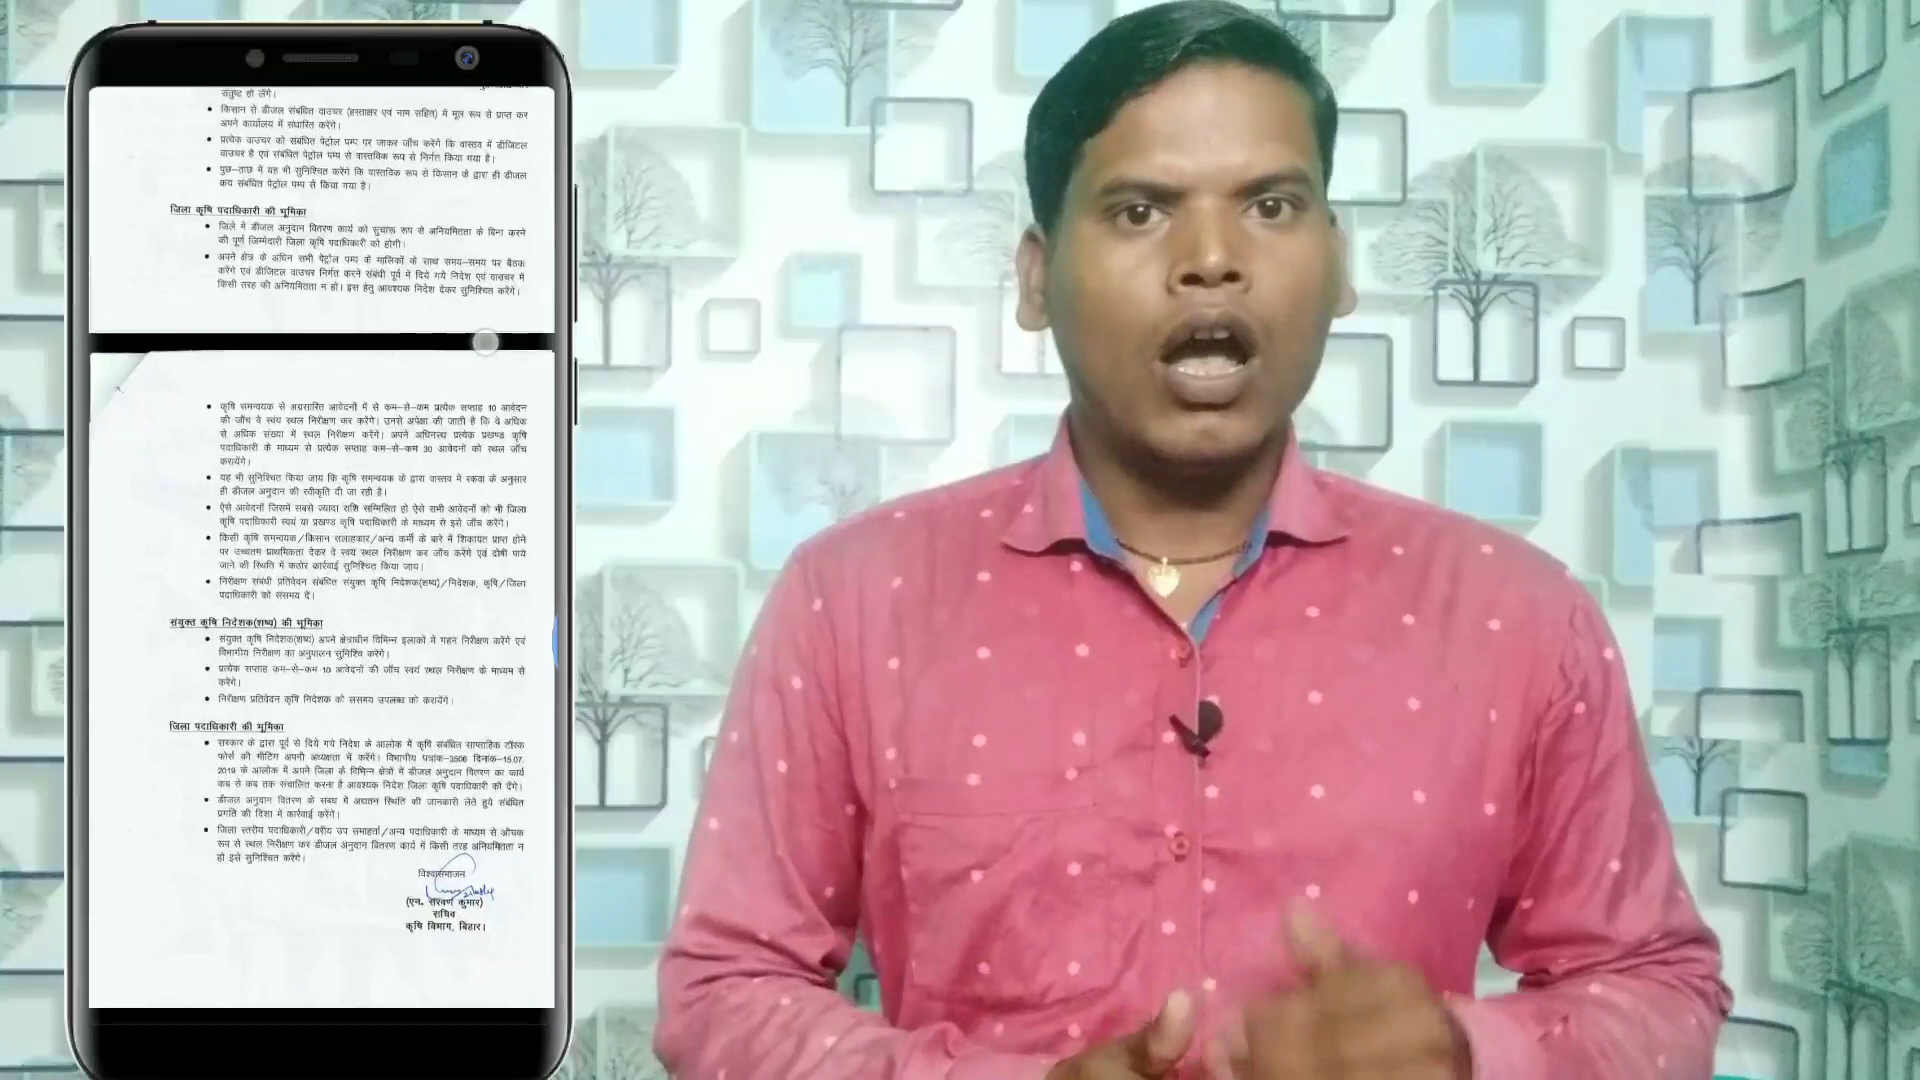 संतुष्ट हो लेंगे।
किसान से डीजल संबंधित वाउचर (हस्ताक्षर एवं नाम सहित) में मूल रूप से प्राप्त कर
अपने कार्यालय में संधारित करेंगे।
प्रत्येक वाउचर को संबंधित पेट्रोल पम्प पर जाकर जाँच करेंगे कि वास्तव में डीजिटल
वाउचर है एवं संबंधित पेट्रोल पम्प से वास्तविक रूप से निर्गत किया गया है।
पुछ–ताछ में यह भी सुनिश्चित करेंगे कि वास्तविक रूप से किसान के द्वारा ही डीजल
क्रय संबंधित पेट्रोल पम्प से किया गया है।
जिला कृषि पदाधिकारी की भूमिका
जिले में डीजल अनुदान वितरण कार्य को सुचारू रूप से अनियमितता के बिना करने
की पूर्ण जिम्मेदारी जिला कृषि पदाधिकारी को होगी।
अपने क्षेत्र के अधिन सभी पेट्रोल पम्प के मालिकों के साथ समय–समय पर बैठक
करेंगे एवं डीजिटल वाउचर निर्गत करने संबंधी पूर्व में दिये गये निदेश एवं वाउचर में
किसी तरह की अनियमितता न हो। इस हेतु आवश्यक निदेश देकर सुनिश्चित करेंगे।
कृषि समन्वयक से अग्रसारित आवेदनों में से कम–से–कम प्रत्येक सप्ताह 10 आवेदन
की जाँच वे स्वयं स्थल निरीक्षण कर करेंगे। उनसे अपेक्षा की जाती है कि वे अधिक
से अधिक संख्या में स्थल निरीक्षण करेंगे। अपने अधिनस्थ प्रत्येक प्रखण्ड कृषि
पदाधिकारी के माध्यम से प्रत्येक सप्ताह कम–से–कम 30 आवेदनों को स्थल जाँच
करायेंगे।
यह भी सुनिश्चित किया जाय कि कृषि समन्वयक के द्वारा वास्तव में रकवा के अनुसार
ही डीजल अनुदान की स्वीकृति दी जा रही है।
ऐसे आवेदनों जिसमें सबसे ज्यादा राशि सम्मिलित हो ऐसे सभी आवेदनों को भी जिला
कृषि पदाधिकारी स्वयं या प्रखण्ड कृषि पदाधिकारी के माध्यम से इसे जाँच करेंगे।
किसी कृषि समन्वयक/किसान सलाहकार/अन्य कर्मी के बारे में शिकायत प्राप्त होने
पर उच्चतम प्राथमिकता देकर वे स्वयं स्थल निरीक्षण कर जाँच करेंगे एवं दोषी पाये
जाने की स्थिति में कठोर कार्रवाई सुनिश्चित किया जाय।
निरीक्षण संबंधी प्रतिवेदन संबंधित संयुक्त कृषि निदेशक(शष्य)/निदेशक, कृषि/जिला
पदाधिकारी को ससमय दें।
संयुक्त कृषि निदेशक(शष्य) की भूमिका
संयुक्त कृषि निदेशक(शष्य) अपने क्षेत्राधीन विभिन्न इलाकों में गहन निरीक्षण करेंगे एवं
विभागीय निरीक्षण का अनुपालन सुनिश्चि करेंगे।
प्रत्येक सप्ताह कम–से–कम 10 आवेदनों की जाँच स्वयं स्थल निरीक्षण के माध्यम से
करेंगे।
निरीक्षण प्रतिवेदन कृषि निदेशक को ससमय उपलब्ध को करायेंगे।
जिला पदाधिकारी की भूमिका
सरकार के द्वारा पूर्व से दिये गये निदेश के आलोक में कृषि संबंधित साप्ताहिक टॉस्क
फोर्स की मीटिंग अपनी अध्यक्षता में करेंगे। विभागीय पत्रांक–3506 दिनांक–15.07.
2019 के आलोक में अपने जिला के विभिन्न क्षेत्रों में डीजल अनुदान वितरण का कार्य
कब से कब तक संचालित करना है आवश्यक निदेश जिला कृषि पदाधिकारी को देंगे।
डीजल अनुदान वितरण के संबंध में अद्यतन स्थिति की जानकारी लेते हुये संबंधित
प्रगति की दिशा में कार्रवाई करेंगे।
जिला स्तरीय पदाधिकारी/वरीय उप समाहर्ता/अन्य पदाधिकारी के माध्यम से औचक
रूप से स्थल निरीक्षण कर डीजल अनुदान वितरण कार्य में किसी तरह अनियमितता न
हो इसे सुनिश्चित करेंगे।
विश्वासभाजन
(एन. सरवण कुमार)
सचिव
कृषि विभाग, बिहार।